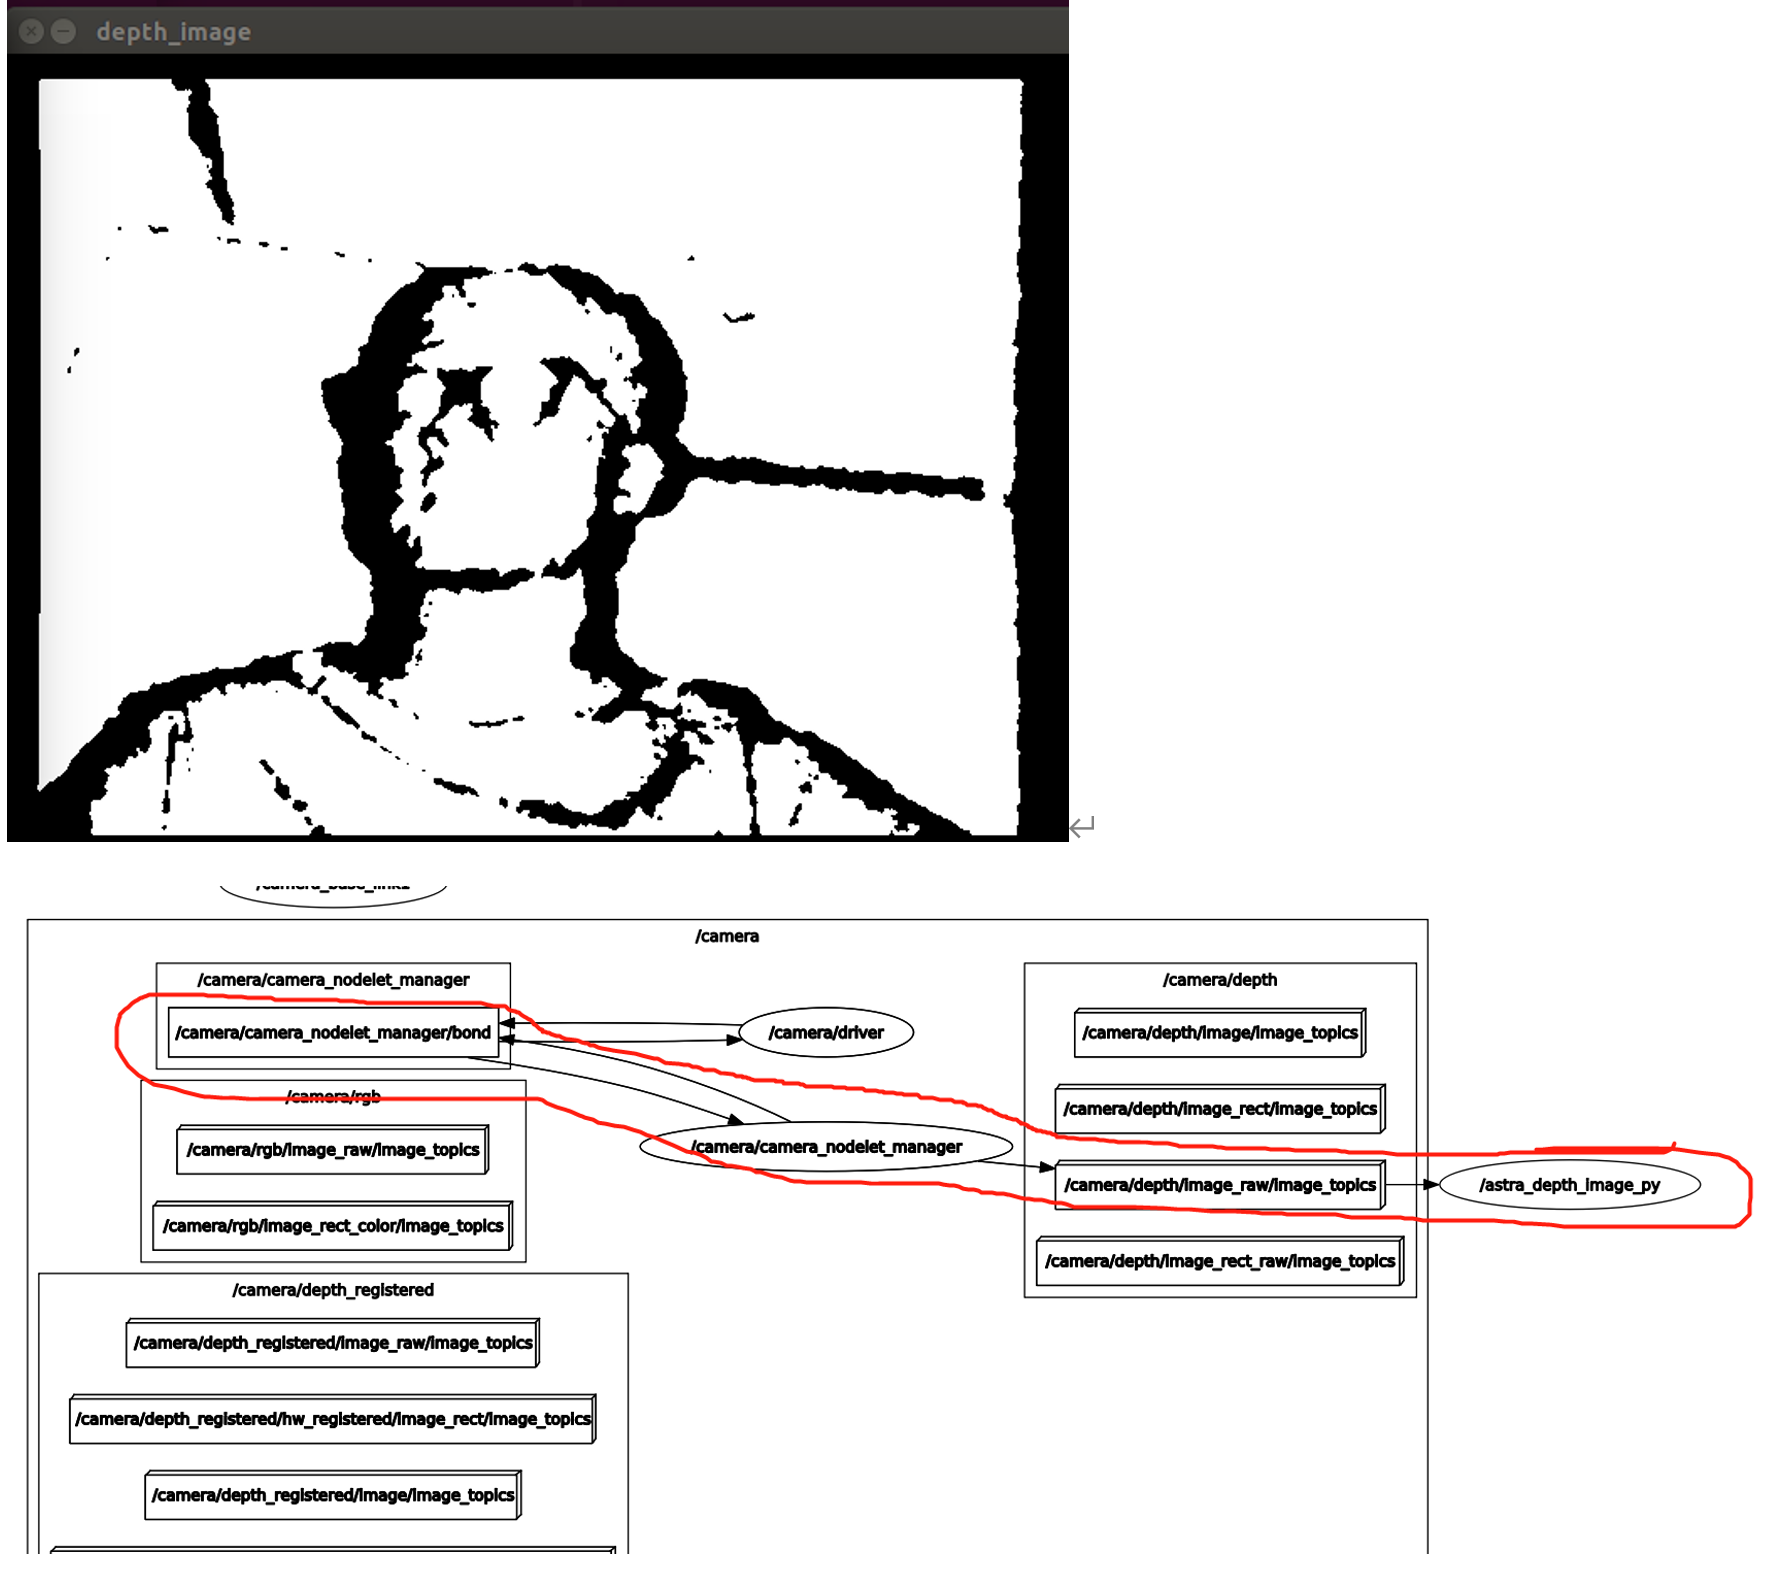 depth_image
/camera
/camera/camera_nodelet_manager
/camera/camera_nodelet_manager/bond
/camera/driver
/camera/rgb
/camera/rgb/image_raw/image_topics
/camera/rgb/image_rect_color/image_topics
/camera/camera_nodelet_manager
/camera/depth
/camera/depth/image/image_topics
/camera/depth/image_rect/image_topics
/camera/depth/image_raw/image_topics
/camera/depth/image_rect_raw/image_topics
/astra_depth_image_py
/camera/depth_registered
/camera/depth_registered/image_raw/image_topics
/camera/depth_registered/hw_registered/image_rect/image_topics
/camera/depth_registered/image/image_topics